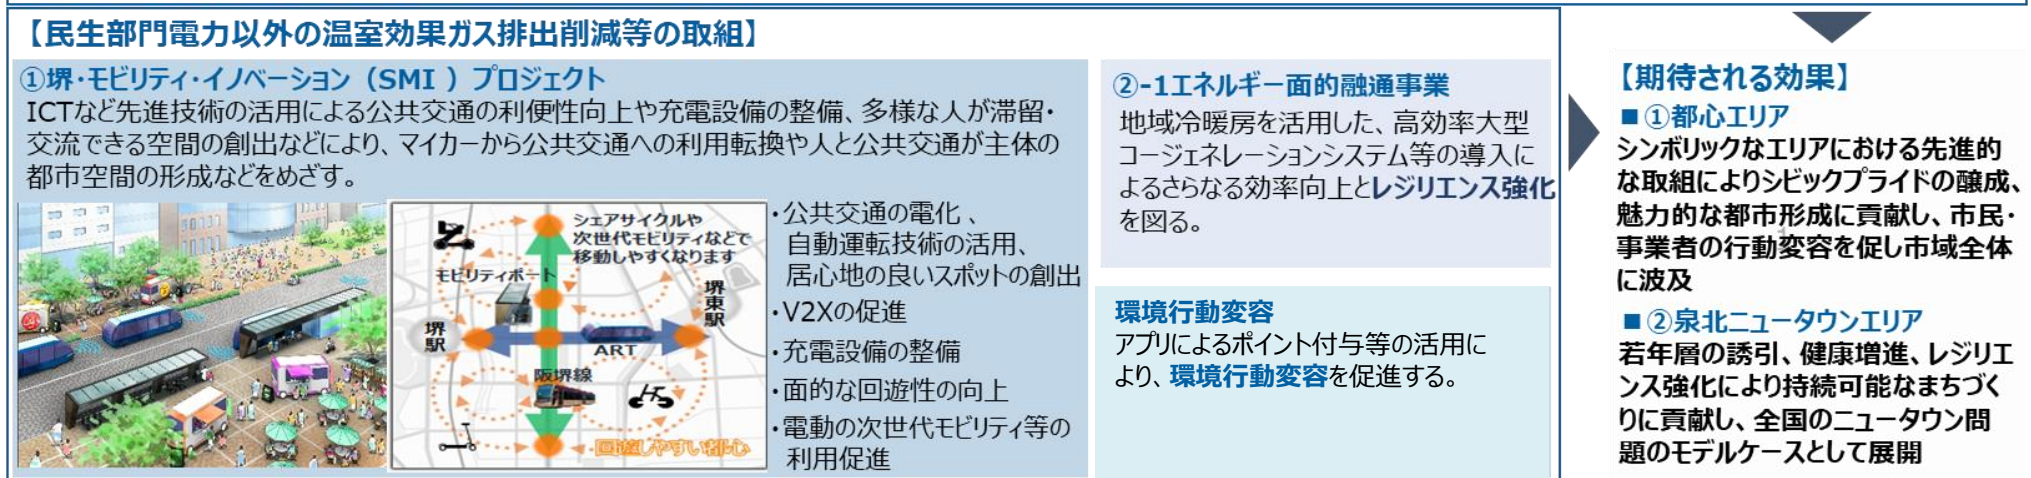 【民生部門電力以外の温室効果ガス排出削減等の取組】
①堺・モビリティ・イノベーション（SMI ）プロジェクト
ICTなど先進技術の活用による公共交通の利便性向上や充電設備の整備、多様な人が滞留・
交流できる空間の創出などにより、マイカーから公共交通への利用転換や人と公共交通が主体の
都市空間の形成などをめざす。
シェアサイクルや
次世代モビリティなどで
移動しやすくなります
モビリティポート
堺東駅
堺駅
ART
阪堺線
回遊しやすい都心
・公共交通の電化 、
自動運転技術の活用、
居心地の良いスポットの創出
・V2Xの促進
・充電設備の整備
・面的な回遊性の向上
・電動の次世代モビリティ等の
利用促進
②-1エネルギー面的融通事業
地域冷暖房を活用した、高効率大型
コージェネレーションシステム等の導入に
よるさらなる効率向上とレジリエンス強化
を図る。
環境行動変容
アプリによるポイント付与等の活用に
より、環境行動変容を促進する。
【期待される効果】
■①都心エリア
シンボリックなエリアにおける先進的
な取組によりシビックプライドの醸成、
魅力的な都市形成に貢献し、市民・
事業者の行動変容を促し市域全体
に波及
■②泉北ニュータウンエリア
若年層の誘引、健康増進、レジリエ
ンス強化により持続可能なまちづく
りに貢献し、全国のニュータウン問
題のモデルケースとして展開